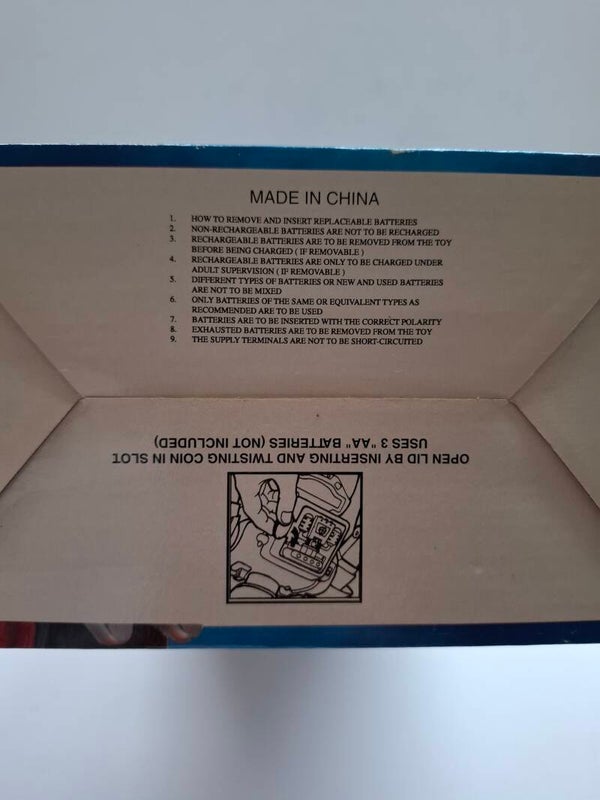 MADE IN CHINA
1. HOW TO REMOVE AND INSERT REPLACEABLE BATTERIES
2. NON-RECHARGEABLE BATTERIES ARE NOT TO BE RECHARGED
3. RECHARGEABLE BATTERIES ARE TO BE REMOVED FROM THE TOY
BEFORE BEING CHARGED ( IF REMOVABLE )
4. RECHARGEABLE BATTERIES ARE ONLY TO BE CHARGED UNDER
ADULT SUPERVISION ( IF REMOVABLE )
5. DIFFERENT TYPES OF BATTERIES OR NEW AND USED BATTERIES
ARE NOT TO BE MIXED
6. ONLY BATTERIES OF THE SAME OR EQUIVALENT TYPES AS
RECOMMENDED ARE TO BE USED
7. BATTERIES ARE TO BE INSERTED WITH THE CORRECT POLARITY
8. EXHAUSTED BATTERIES ARE TO BE REMOVED FROM THE TOY
9. THE SUPPLY TERMINALS ARE NOT TO BE SHORT-CIRCUITED
OPEN LID BY INSERTING AND TWISTING COIN IN SLOT
USES 3 "AA" BATTERIES (NOT INCLUDED)